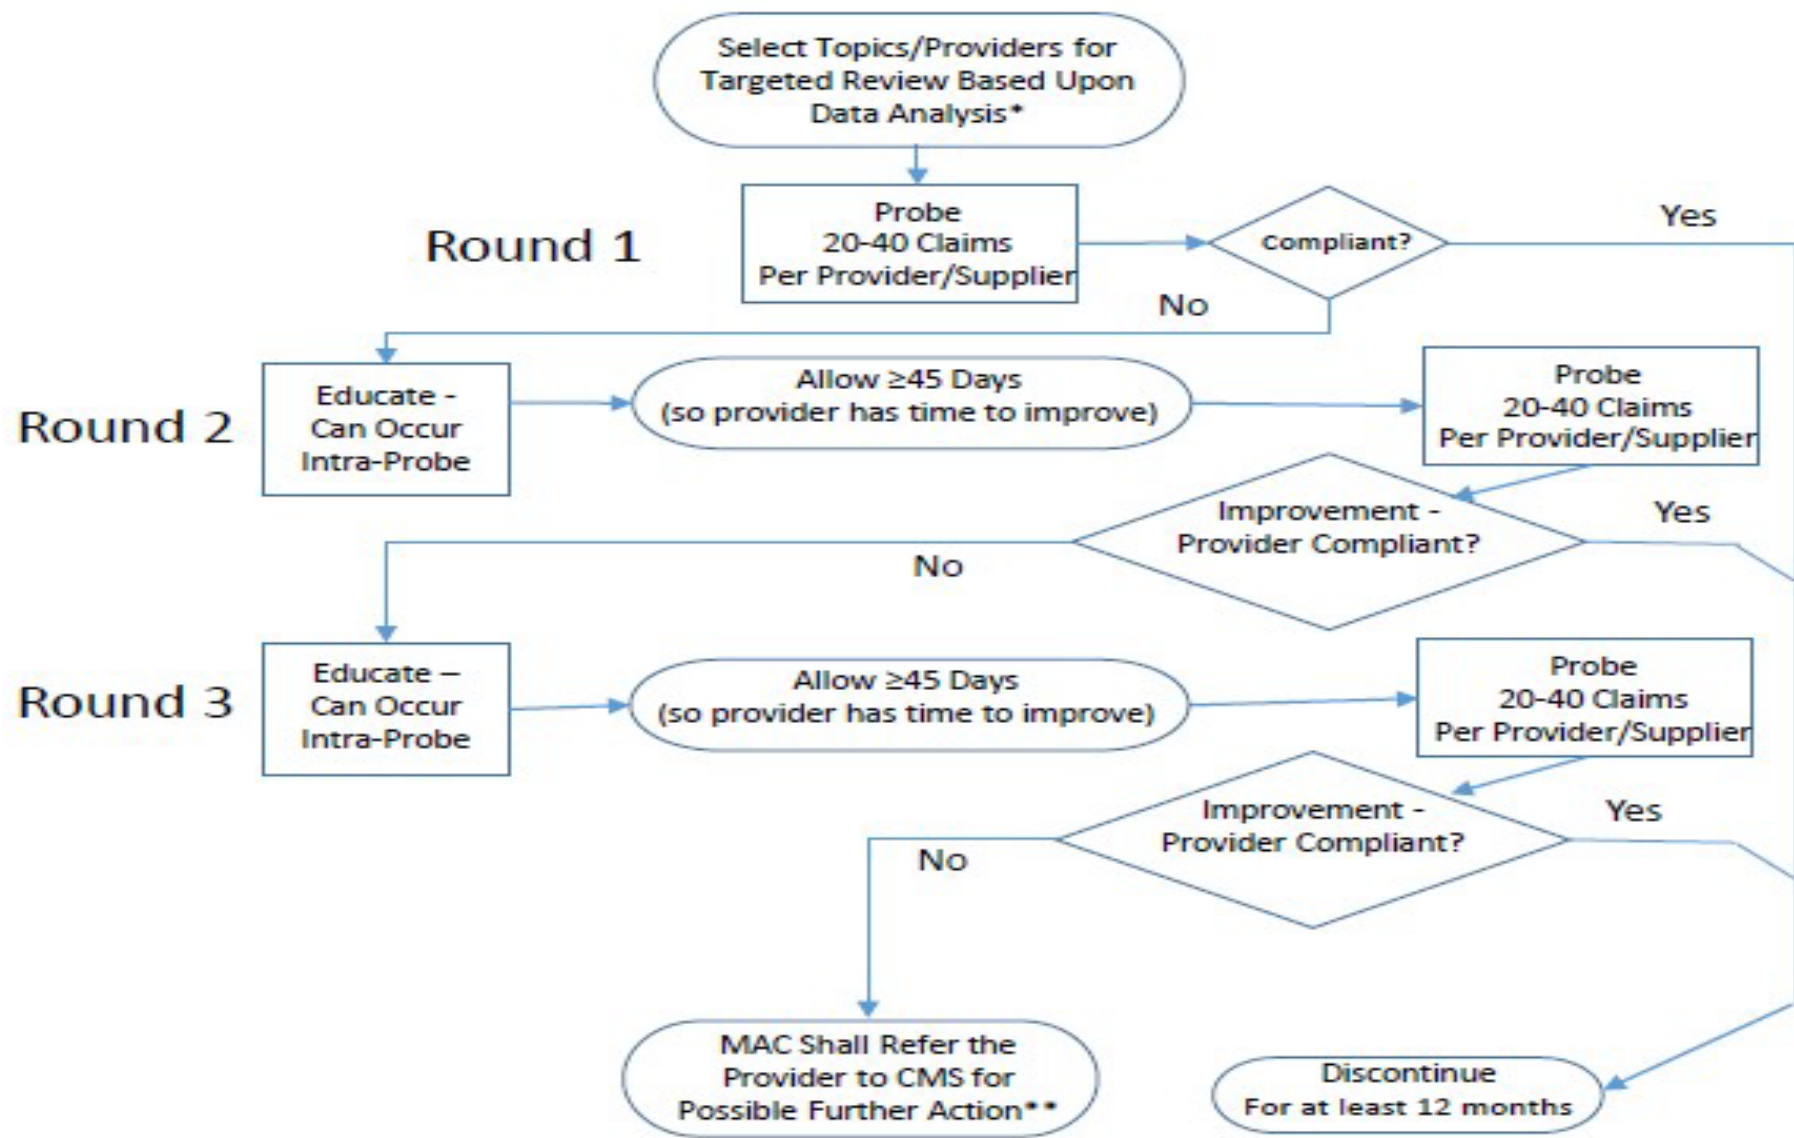 Select Topics/Providers for
Targeted Review Based Upon
Data Analysis*
Round 1
Probe
20-40 Claims
Per Provider/Supplier
Compliant?
Yes
No
Round 2
Educate -
Can Occur
Intra-Probe
Allow ≥45 Days
(so provider has time to improve)
Probe
20-40 Claims
Per Provider/Supplier
Improvement -
Provider Compliant?
Yes
No
Round 3
Educate –
Can Occur
Intra-Probe
Allow ≥45 Days
(so provider has time to improve)
Probe
20-40 Claims
Per Provider/Supplier
Improvement -
Provider Compliant?
Yes
No
MAC Shall Refer the
Provider to CMS for
Possible Further Action**
Discontinue
For at least 12 months